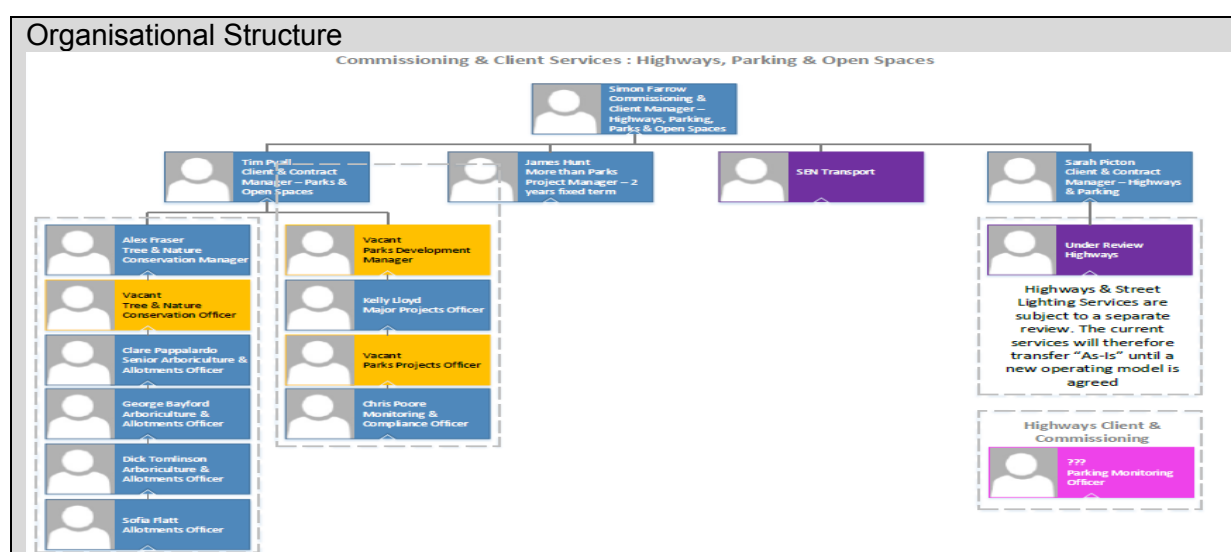 Organisational Structure
Commissioning & Client Services : Highways, Parking & Open Spaces
Simon Farrow
Commissioning &
Client Manager –
Highways, Parking,
Parks & Open Spaces
Tim Pyall
Client & Contract
Manager – Parks &
Open Spaces
James Hunt
More than Parks
Project Manager – 2
years fixed term
SEN Transport
Sarah Picton
Client & Contract
Manager – Highways
& Parking
Alex Fraser
Tree & Nature
Conservation Manager
Vacant
Tree & Nature
Conservation Officer
Clare Pappalardo
Senior Arboriculture &
Allotments Officer
George Bayford
Arboriculture &
Allotments Officer
Dick Tomlinson
Arboriculture &
Allotments Officer
Sofia Flatt
Allotments Officer
Vacant
Parks Development
Manager
Kelly Lloyd
Major Projects Officer
Vacant
Parks Projects Officer
Chris Poore
Monitoring &
Compliance Officer
Under Review
Highways
Highways & Street
Lighting Services are
subject to a separate
review. The current
services will therefore
transfer “As-Is” until a
new operating model is
agreed
Highways Client &
Commissioning
???
Parking Monitoring
Officer